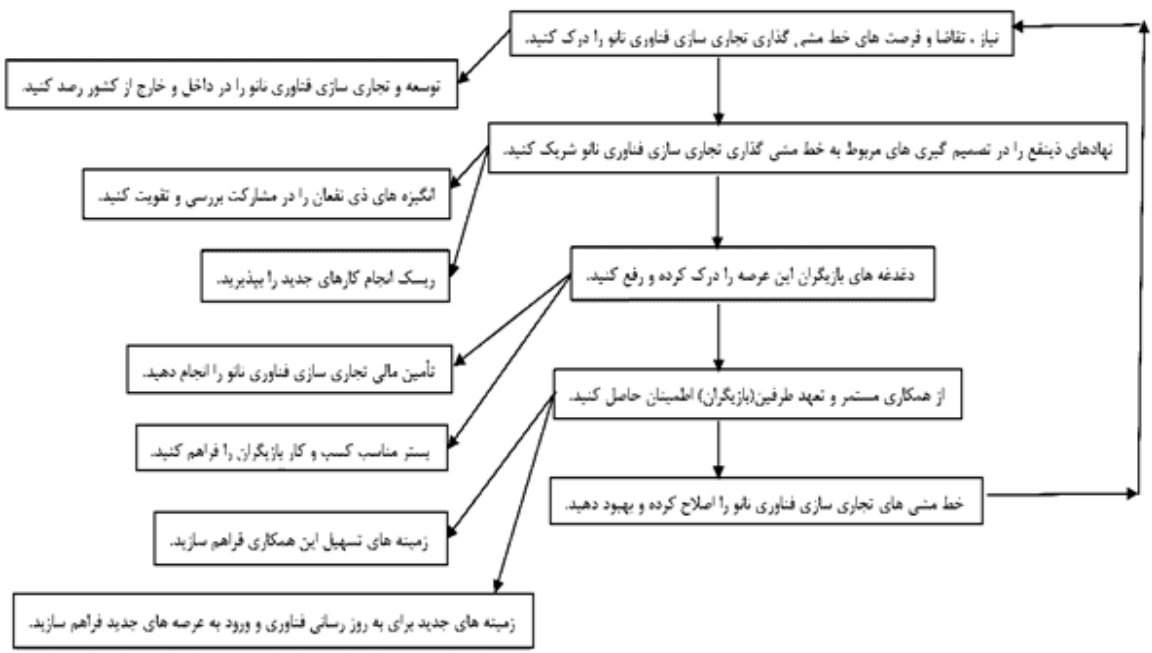 نیاز ، تقاضا و فرصت های خط مشی گذاری تجاری سازی فناوری نانو را درک کنید.
توسعه و تجاری سازی فناوری نانو را در داخل و خارج از کشور رصد کنید.
نهادهای ذینفع را در تصمیم گیری های مربوط به خط مشی گذاری تجاری سازی فناوری نانو شریک کنید.
انگیزه های ذی نفعان را در مشارکت بررسی و تقویت کنید.
ریسک انجام کارهای جدید را بپذیرید.
دغدغه های بازیگران این عرصه را درک کرده و رفع کنید.
تأمین مالی تجاری سازی فناوری نانو را انجام دهید.
بستر مناسب کسب و کار بازیگران را فراهم کنید.
از همکاری مستمر و تعهد طرفین(بازیگران) اطمینان حاصل کنید.
زمینه های تسهیل این همکاری فراهم سازید.
زمینه های جدید برای به روز رسانی فناوری و ورود به عرصه های جدید فراهم سازید.
خط مشی های تجاری سازی فناوری نانو را اصلاح کرده و بهبود دهید.